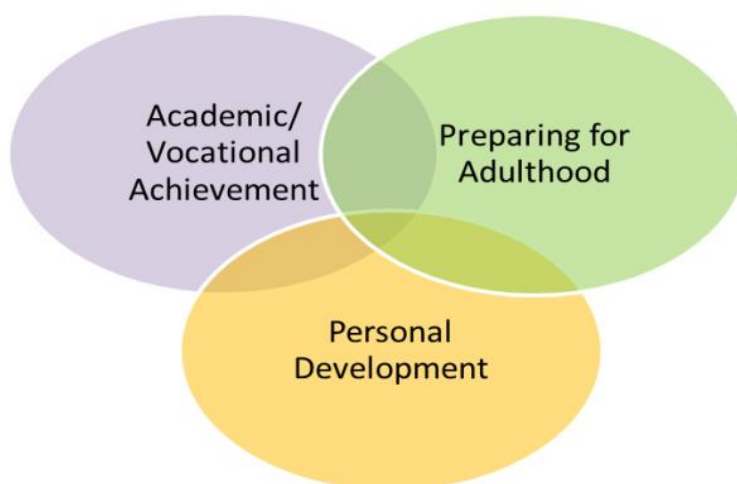 Academic/
Vocational
Achievement
Preparing for
Adulthood
Personal
Development